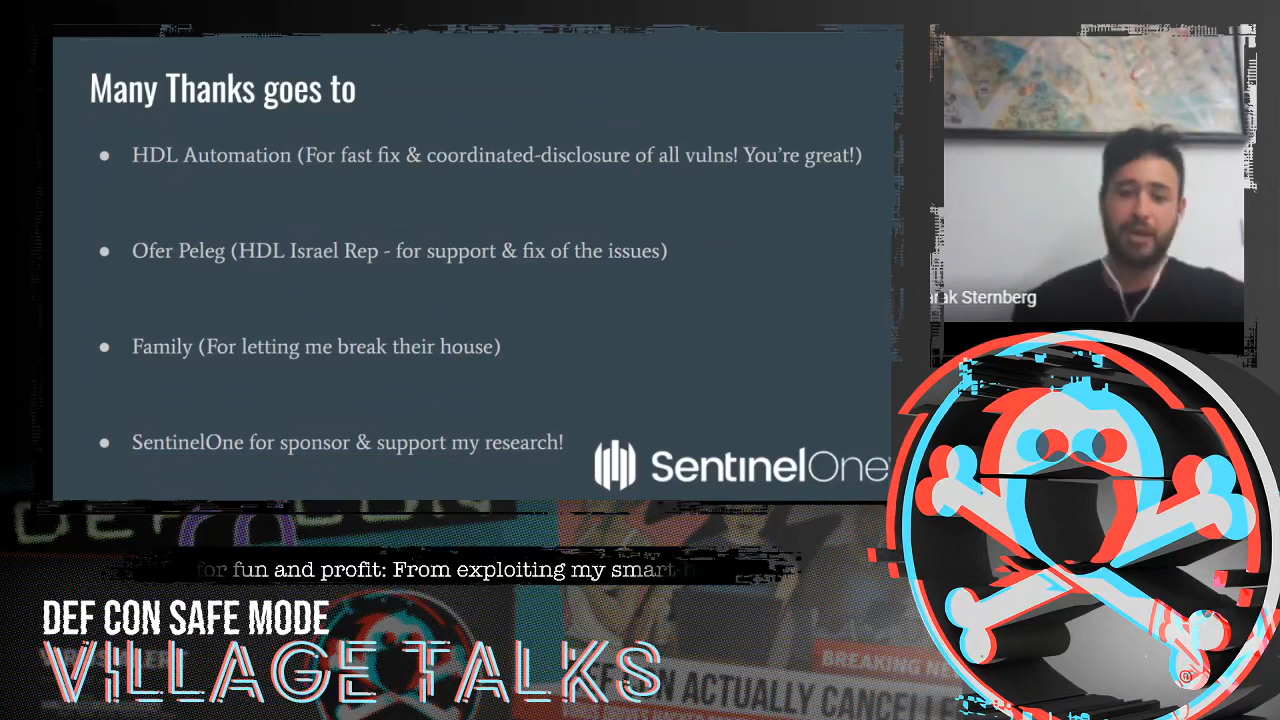 Many Thanks goes to
● HDL Automation (For fast fix & coordinated-disclosure of all vulns! You're great!)
● Ofer Peleg (HDL Israel Rep - for support & fix of the issues)
● Family (For letting me break their house)
● SentinelOne for sponsor & support my research!
SentinelOne
Sternberg
for fun and profit: From exploiting my smart
DEF CON
DEF CON SAFE MODE
VILLAGE TALKS
BREAKING
CON ACTUALLY
®